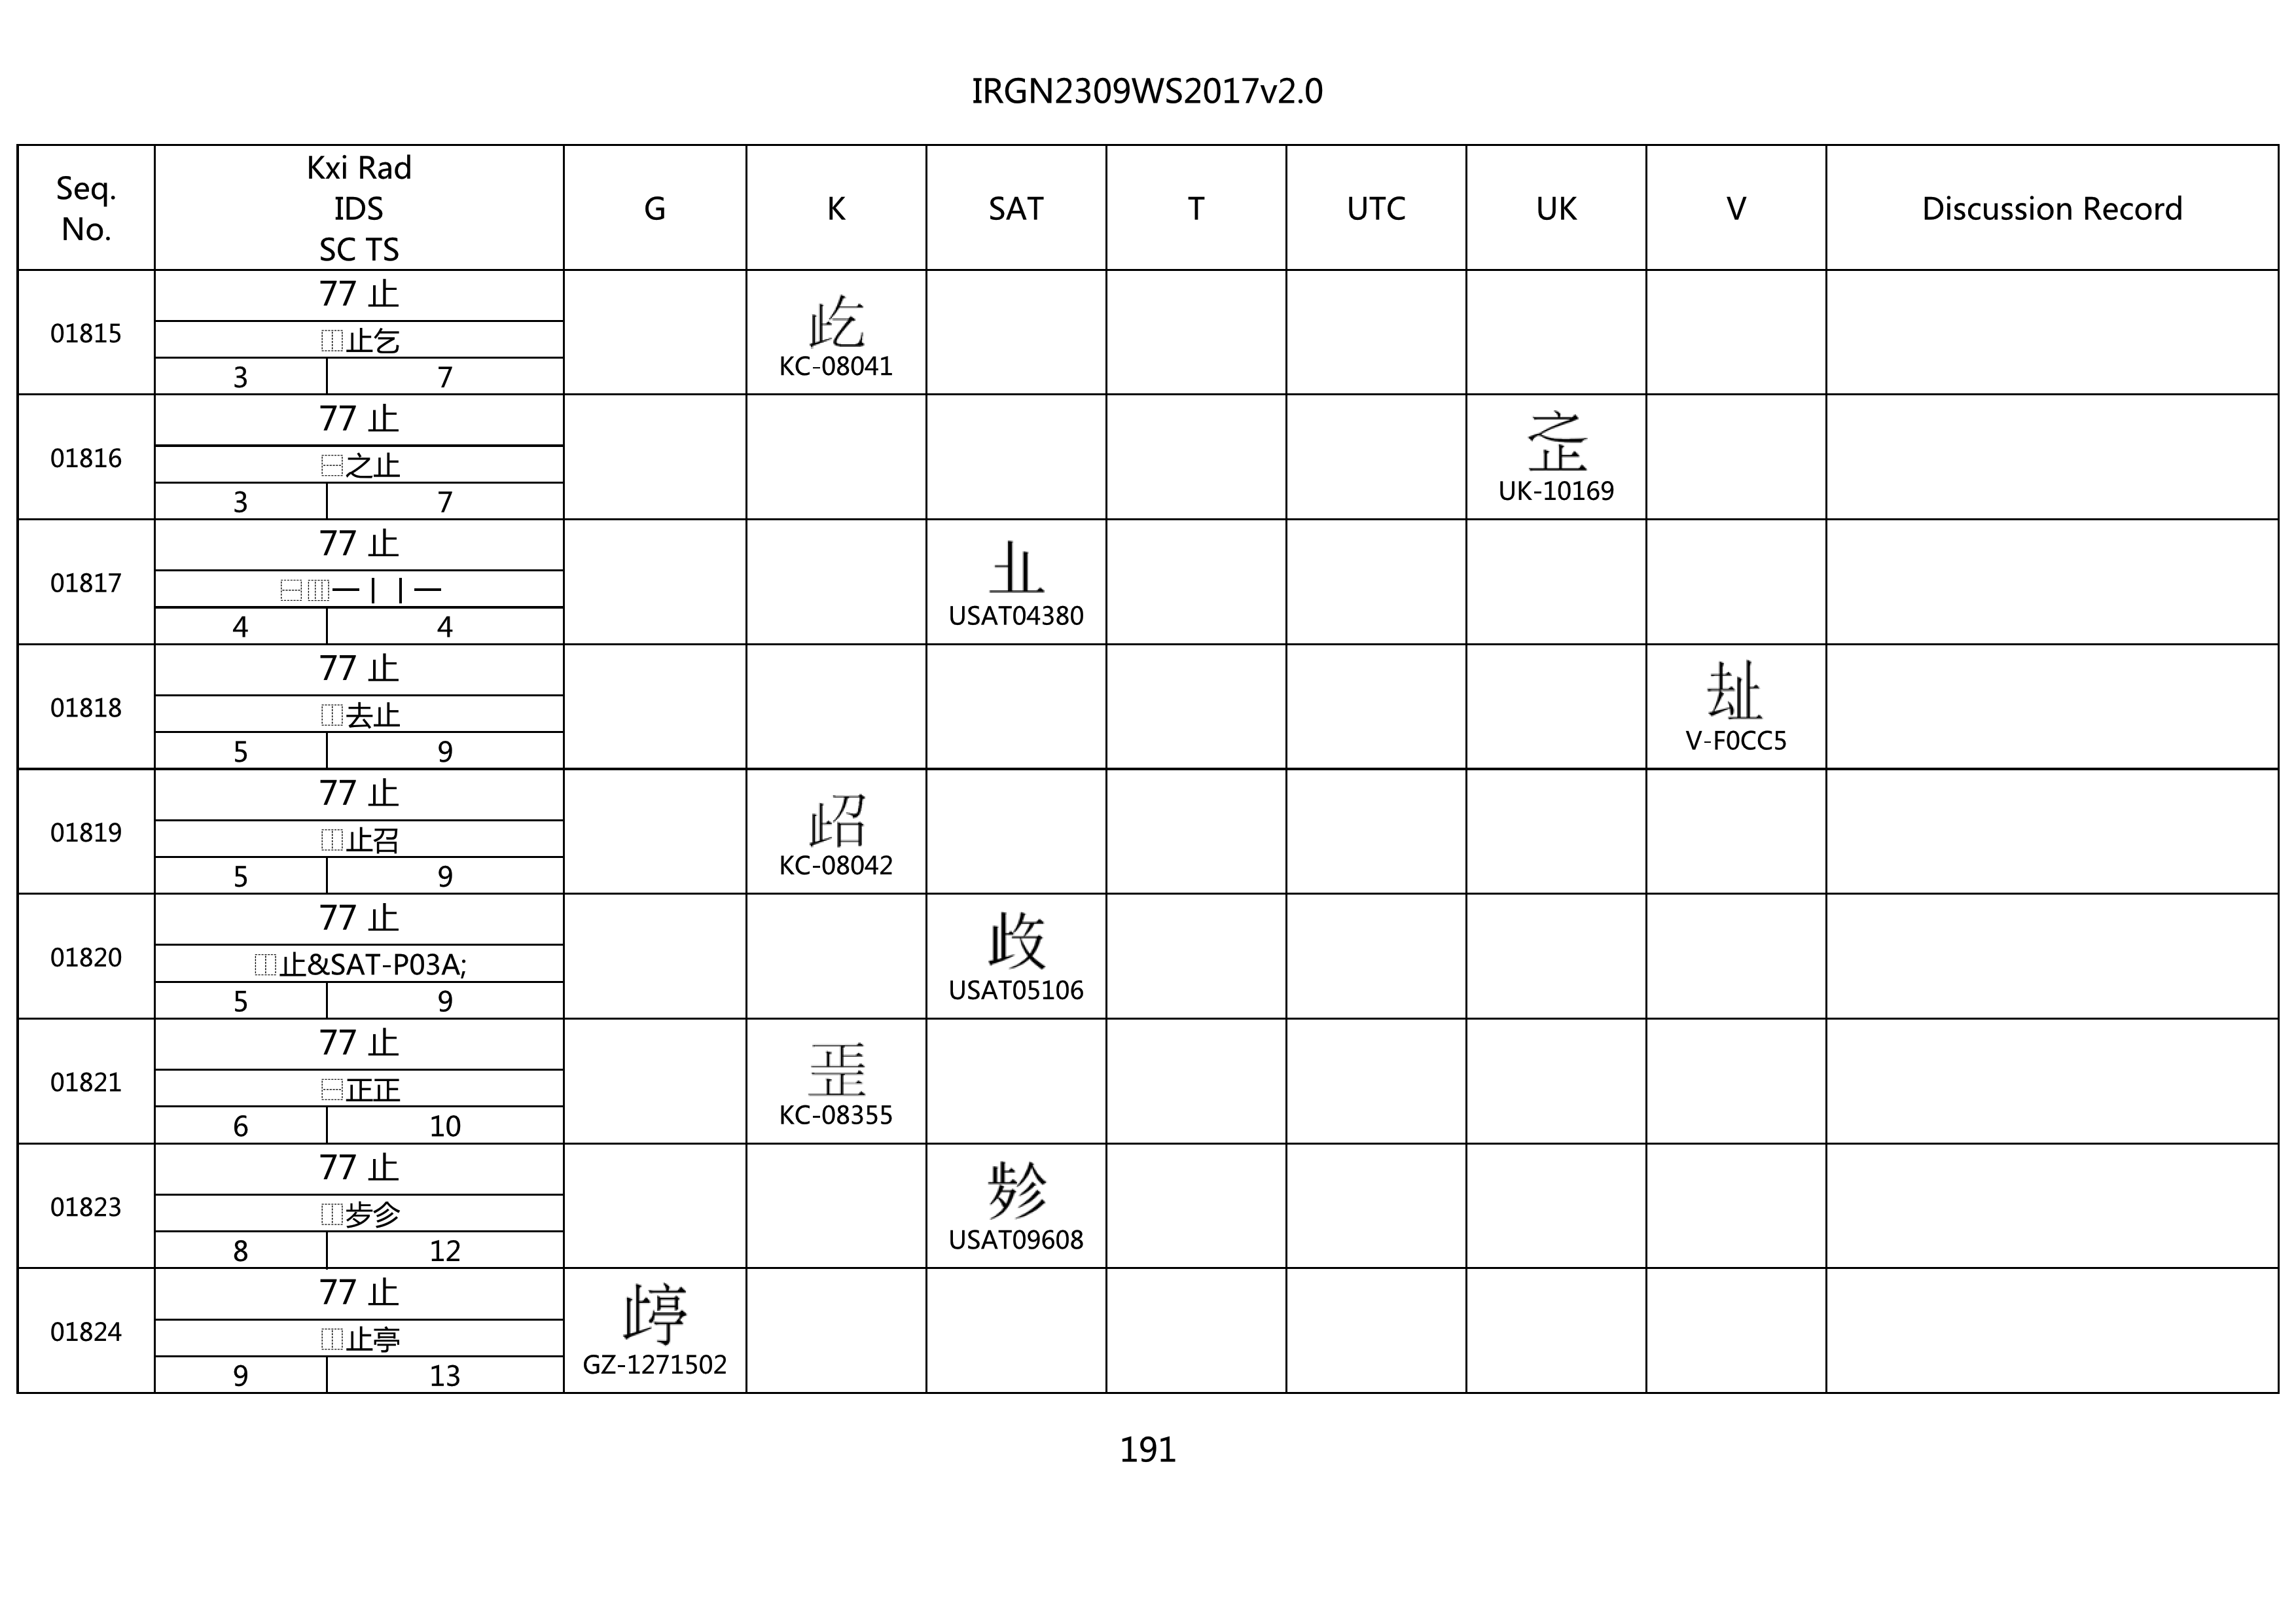 IRGN2309WS2017v2.0
Seq. No. Kxi Rad IDS SC TS G K SAT T UTC UK V Discussion Record
01815
77 止
⿰止乞
3 7
KC-08041
01816
77 止
⿱之止
3 7
UK-10169
01817
77 止
⿱⿲一丨丨一
4 4
USAT04380
01818
77 止
⿰去止
5 9
V-F0CC5
01819
77 止
⿰止召
5 9
KC-08042
01820
77 止
⿰止&SAT-P03A;
5 9
USAT05106
01821
77 止
⿱正正
6 10
KC-08355
01823
77 止
⿰歨㐱
8 12
USAT09608
01824
77 止
⿰止亭
9 13
GZ-1271502
191